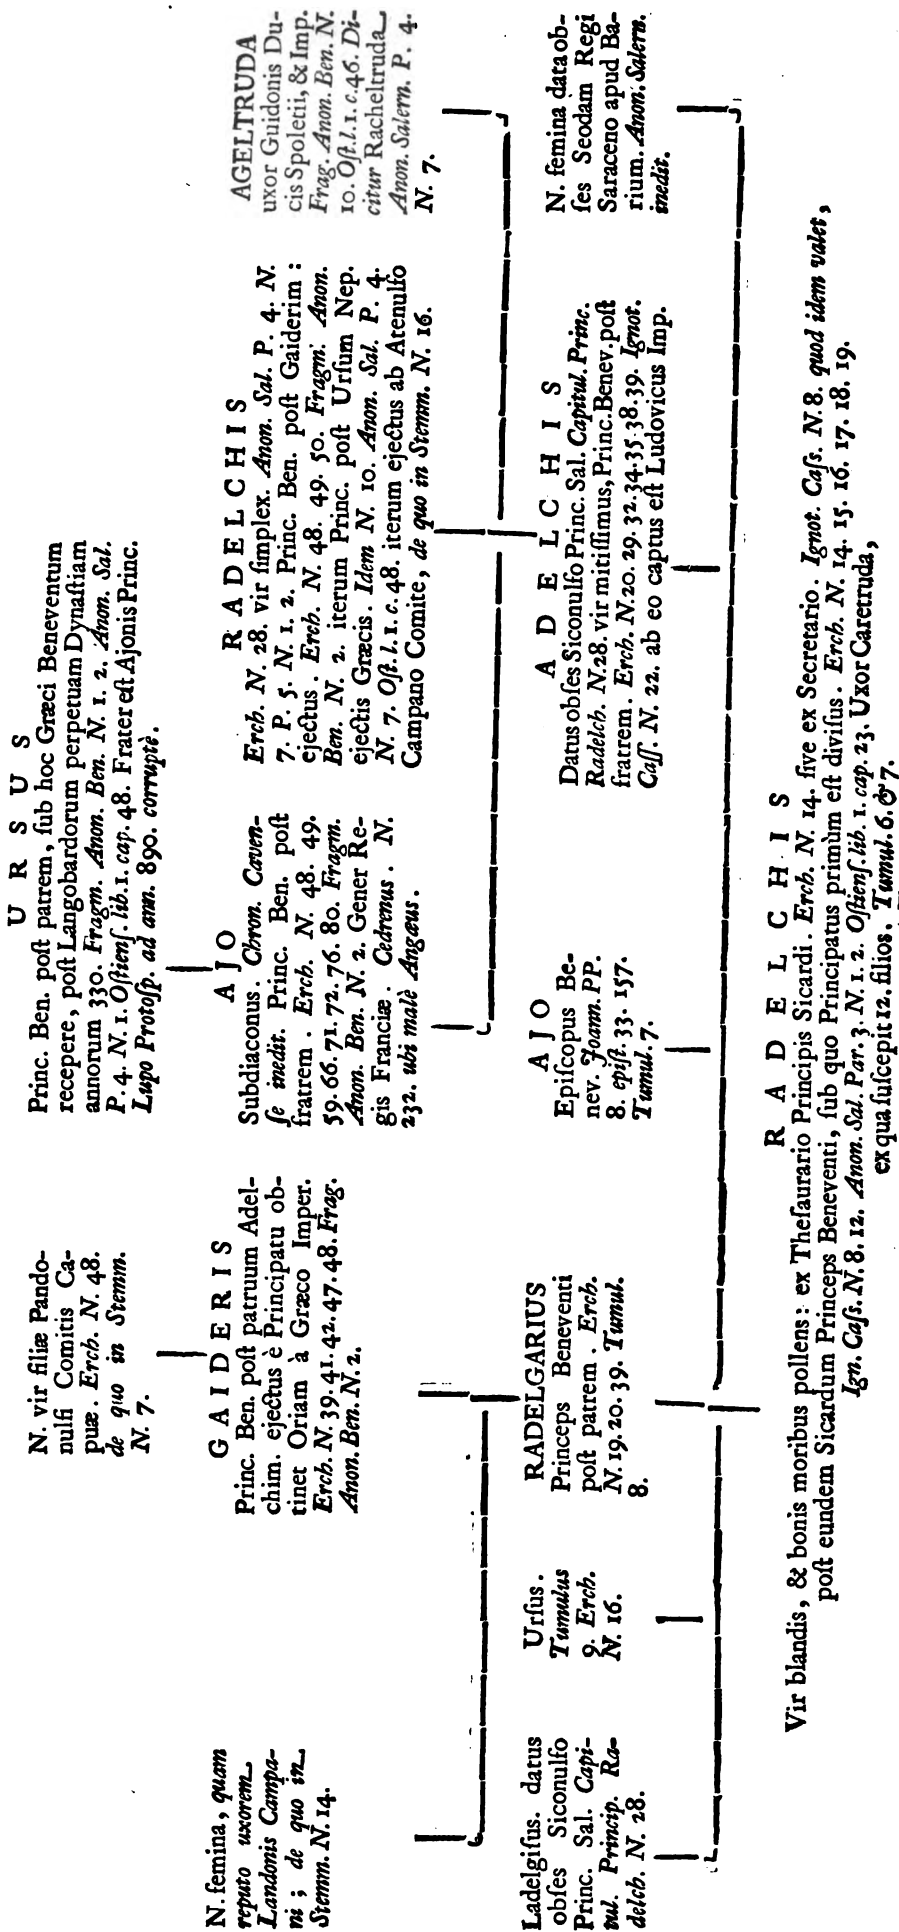 N. vir filiæ Pando-
nulfi Comitis Ca-
puæ. Erch. N. 48.
de quo in Stemm.
N. 7.
U R S U S
Princ. Ben. poſt patrem, ſub hoc Græci Beneventum
recepere, poſt Langobardorum perpetuam Dynaſtiam
annorum 330. Fragm. Anon. Ben. N. 1. 2. Anon. Sal.
P. 4. N. 1. Oſtienſ. lib. 1. cap. 48. Frater eſt Ajonis Princ.
Lupo Protoſp. ad ann. 890. corruptè.
N. femina, quam
reputo uxorem
Landonis Campa-
ni; de quo in
Stemm. N. 14.
G A I D E R I S
Princ. Ben. poſt patruum Adel-
chim. ejectus è Principatu ob-
tinet Oriam à Græco Imper.
Erch. N. 39. 41. 42. 47. 48. Frag.
Anon. Ben. N. 2.
A J O
Subdiaconus. Chron. Caven-
ſe inedit. Princ. Ben. poſt
fratrem. Erch. N. 48. 49.
59. 66. 71. 72. 76. 80. Fragm.
Anon. Ben. N. 2. Gener Re-
gis Franciæ. Cedrenus. N.
232. ubi malè Angæus.
R A D E L C H I S
Erch. N. 28. vir ſimplex. Anon. Sal. P. 4. N.
7. P. 5. N. 1. 2. Princ. Ben. poſt Gaiderim:
ejectus. Erch. N. 48. 49. 50. Fragm. Anon.
Ben. N. 2. iterum Princ. poſt Urſum Nep.
ejectis Græcis. Idem N. 10. Anon. Sal. P. 4.
N. 7. Oſt. l. 1. c. 48. iterum ejectus ab Atenulfo
Campano Comite, de quo in Stemm. N. 16.
AGELTRUDA
uxor Guidonis Du-
cis Spoletii, & Imp.
Frag. Anon. Ben. N.
10. Oſt. l. 1. c. 46. Di-
citur Racheltruda
Anon. Salern. P. 4.
N. 7.
Ladelgiſus. datus
obſes Siconulfo
Princ. Sal. Capi-
tul. Princip. Ra-
delch. N. 28.
Urſus.
Tumulus
9. Erch.
N. 16.
RADELGARIUS
Princeps Beneventi
poſt patrem. Erch.
N. 19. 20. 39. Tumul.
8.
A J O
Epiſcopus Be-
nev. Joann. PP.
8. epiſt. 33. 157.
Tumul. 7.
A D E L C H I S
Datus obſes Siconulfo Princ. Sal. Capitul. Princ.
Radelch. N. 28. vir mitiſſimus, Princ. Benev. poſt
fratrem. Erch. N. 20. 29. 32. 34. 35. 38. 39. Ignot.
Caſſ. N. 22. ab eo captus eſt Ludovicus Imp.
N. femina data ob-
ſes Seodam Regi
Saraceno apud Ba-
rium. Anon. Salern.
inedit.
R A D E L C H I S
Vir blandis, & bonis moribus pollens: ex Theſaurario Principis Sicardi. Erch. N. 14. ſive ex Secretario. Ignot. Caſſ. N. 8. quod idem valet,
poſt eundem Sicardum Princeps Beneventi, ſub quo Principatus primùm eſt diviſus. Erch. N. 14. 15. 16. 17. 18. 19.
Ign. Caſſ. N. 8. 12. Anon. Sal. Par. 3. N. 1. 2. Oſtienſ. lib. 1. cap. 23. Uxor Caretruda,
ex qua ſuſcepit 12. filios. Tumul. 6. & 7.